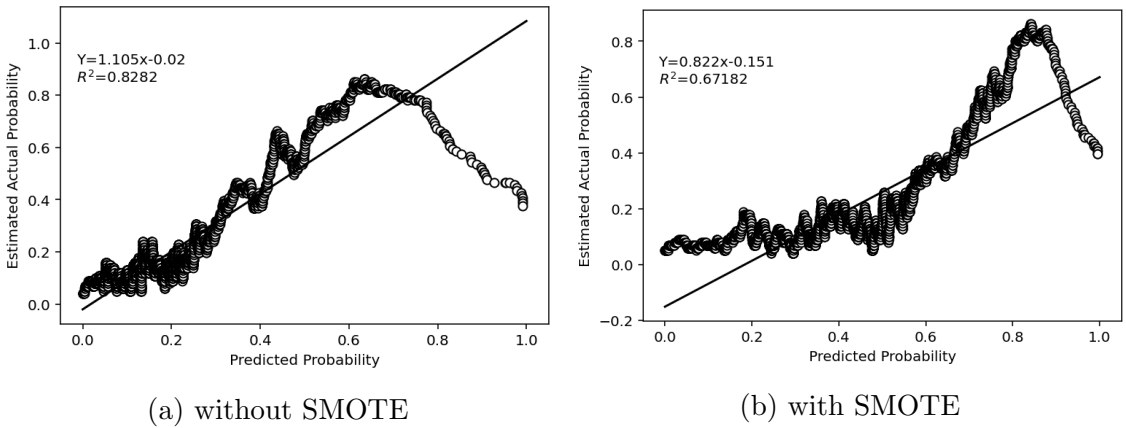 Y=1.105x-0.02
R²=0.8282
Estimated Actual Probability
1.0
0.8
0.6
0.4
0.2
0.0
0.0 0.2 0.4 0.6 0.8 1.0
Predicted Probability
(a) without SMOTE
Y=0.822x-0.151
R²=0.67182
Estimated Actual Probability
0.8
0.6
0.4
0.2
0.0
−0.2
0.0 0.2 0.4 0.6 0.8 1.0
Predicted Probability
(b) with SMOTE